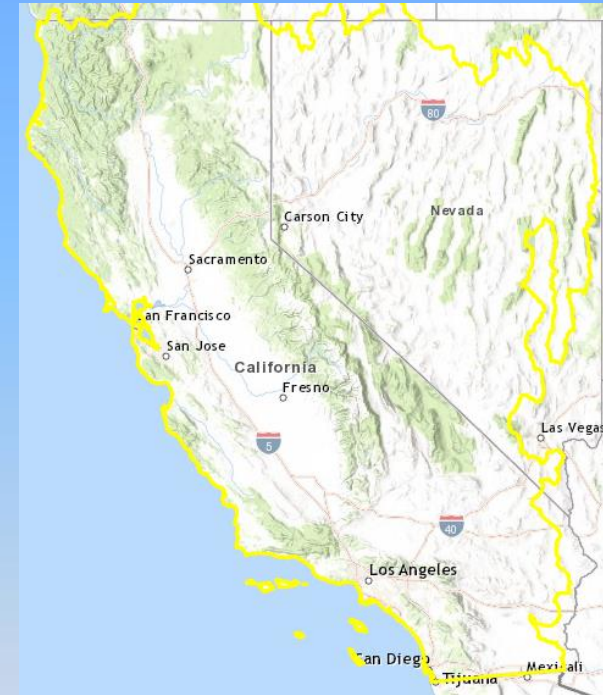 80
Carson City
Nevada
Sacramento
San Francisco
San Jose
California
Fresno
Las Vegas
5
40
Los Angeles
San Diego
Tijuana
Mexicali